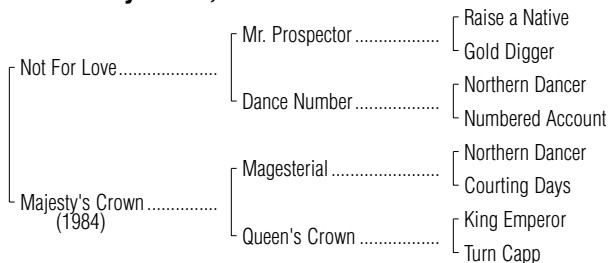 Raise a Native
Mr. Prospector ...................
Gold Digger
Not For Love......................
Northern Dancer
Dance Number ...................
Numbered Account
Northern Dancer
Magesterial ........................
Courting Days
Majesty's Crown ................
(1984)
King Emperor
Queen's Crown ..................
Turn Capp